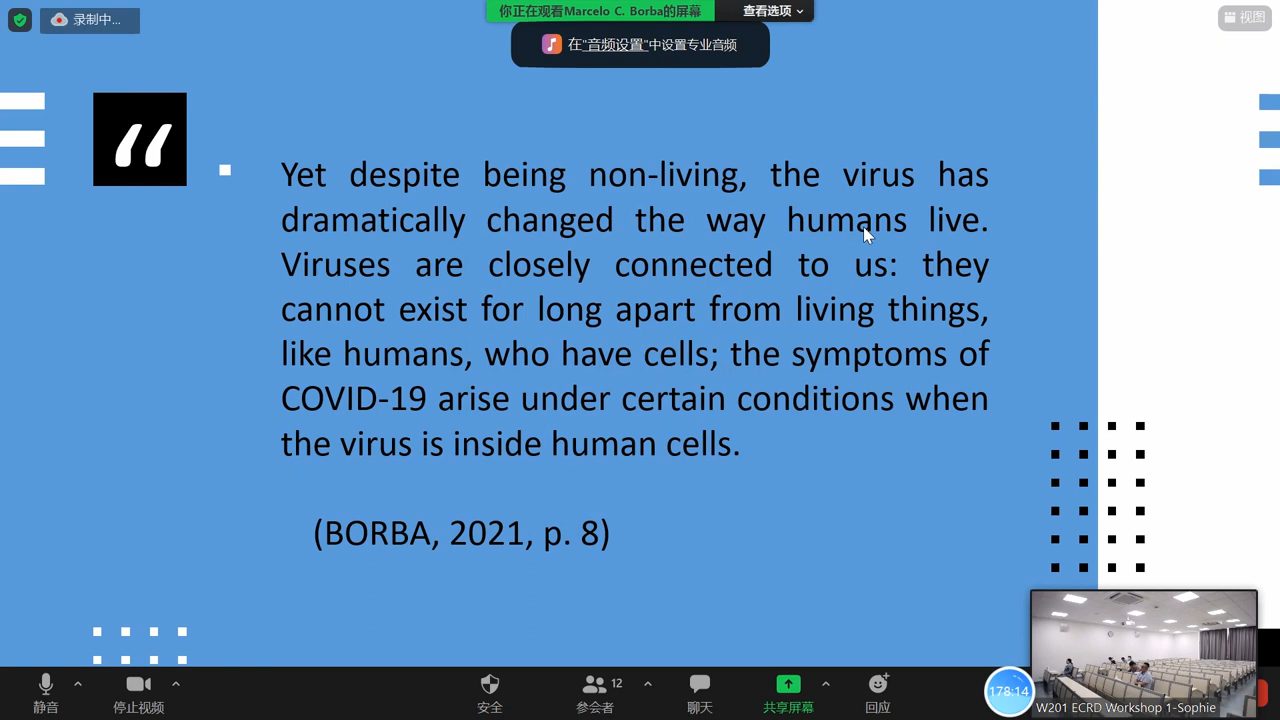 录制中...
你正在观看Marcelo C. Borba的屏幕
查看选项
视图
在“音频设置”中设置专业音频
“
Yet despite being non-living, the virus has
dramatically changed the way humans live.
Viruses are closely connected to us: they
cannot exist for long apart from living things,
like humans, who have cells; the symptoms of
COVID-19 arise under certain conditions when
the virus is inside human cells.
(BORBA, 2021, p. 8)
178:14
W201 ECRD Workshop 1-Sophie
静音
停止视频
安全
12
参会者
聊天
共享屏幕
回应